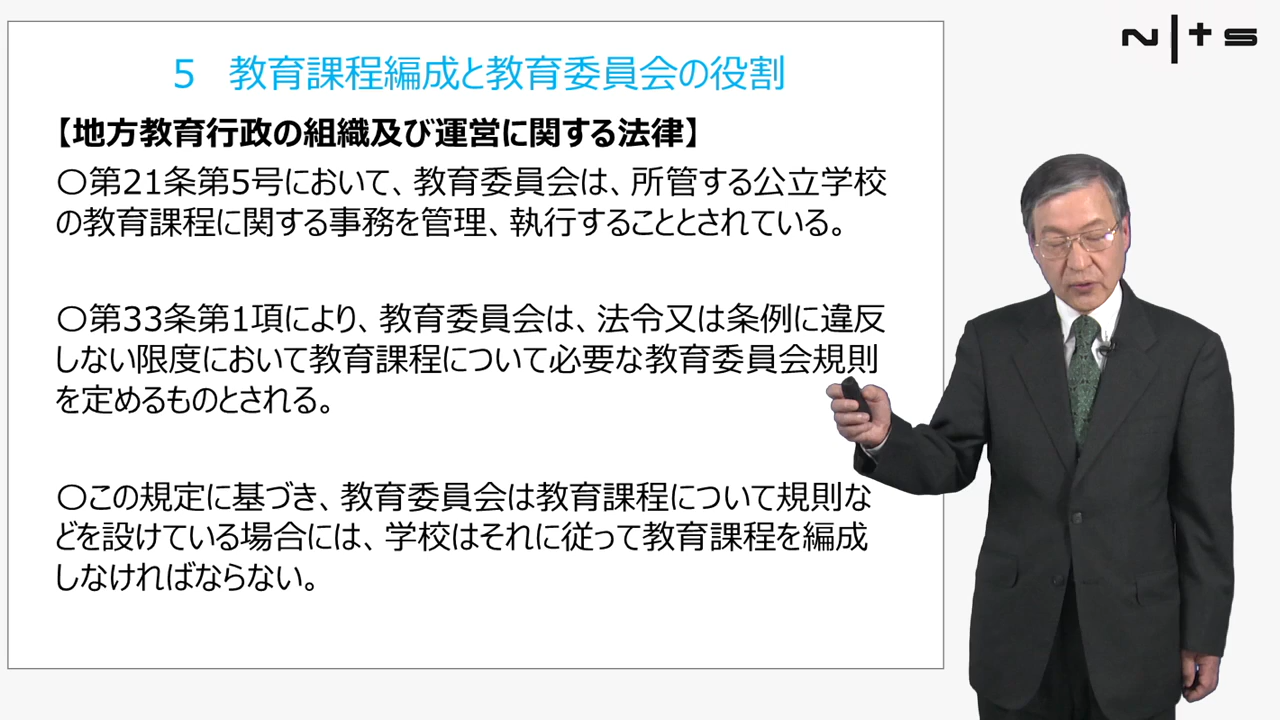 NITS
5 教育課程編成と教育委員会の役割
【地方教育行政の組織及び運営に関する法律】
○第21条第5号において、教育委員会は、所管する公立学校
の教育課程に関する事務を管理、執行することとされている。
○第33条第1項により、教育委員会は、法令又は条例に違反
しない限度において教育課程について必要な教育委員会規則
を定めるものとされる。
○この規定に基づき、教育委員会は教育課程について規則な
どを設けている場合には、学校はそれに従って教育課程を編成
しなければならない。